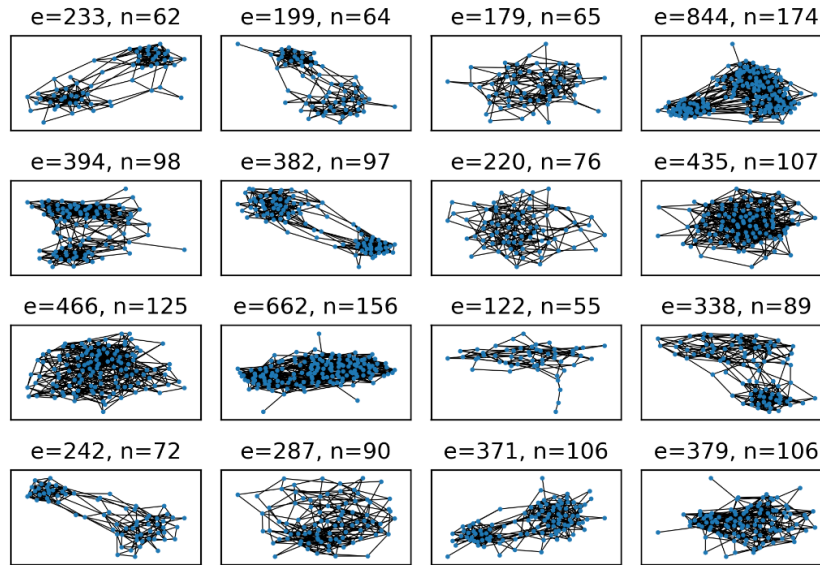 e=233, n=62 e=199, n=64 e=179, n=65 e=844, n=174
e=394, n=98 e=382, n=97 e=220, n=76 e=435, n=107
e=466, n=125 e=662, n=156 e=122, n=55 e=338, n=89
e=242, n=72 e=287, n=90 e=371, n=106 e=379, n=106